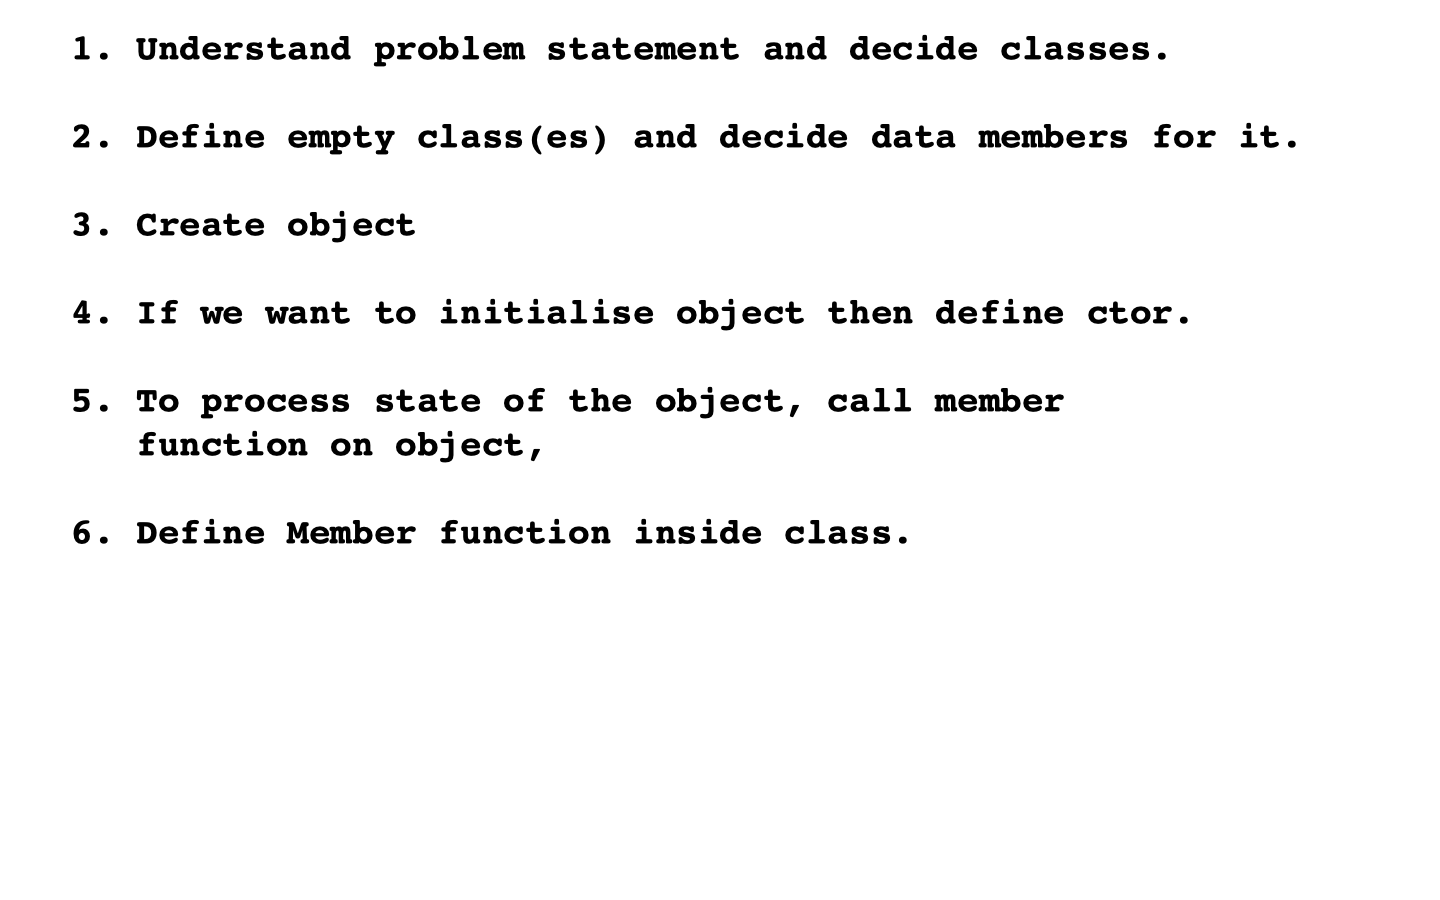 1. Understand problem statement and decide classes.
2. Define empty class(es) and decide data members for it.
3. Create object
4. If we want to initialise object then define ctor.
5. To process state of the object, call member
function on object,
6. Define Member function inside class.